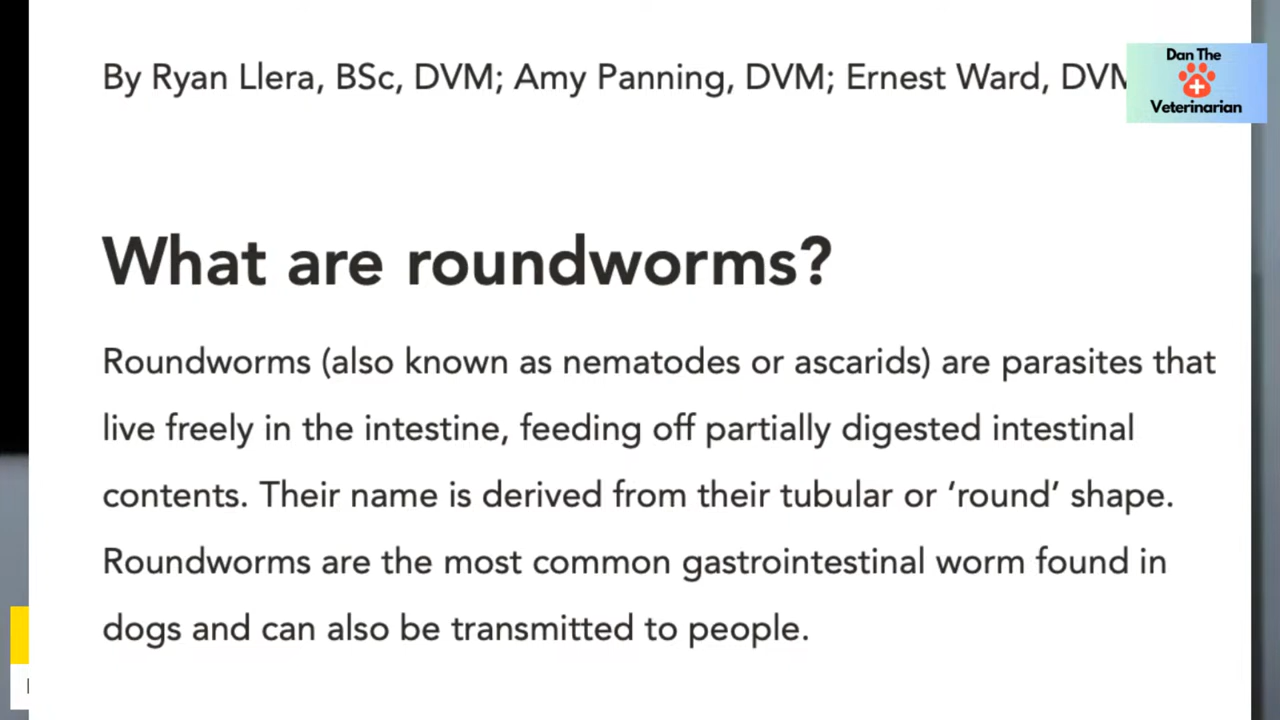 By Ryan Llera, BSc, DVM; Amy Panning, DVM; Ernest Ward, DVM
Dan The
Veterinarian
What are roundworms?
Roundworms (also known as nematodes or ascarids) are parasites that
live freely in the intestine, feeding off partially digested intestinal
contents. Their name is derived from their tubular or ‘round’ shape.
Roundworms are the most common gastrointestinal worm found in
dogs and can also be transmitted to people.